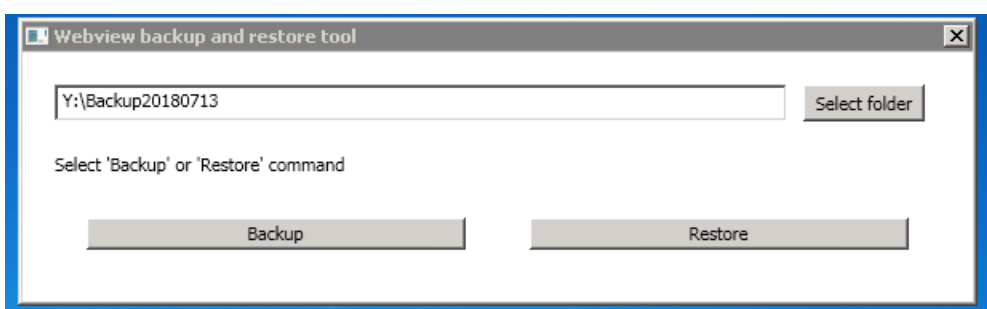 Webview backup and restore tool
Y:\Backup20180713
Select folder
Select 'Backup' or 'Restore' command
Backup
Restore